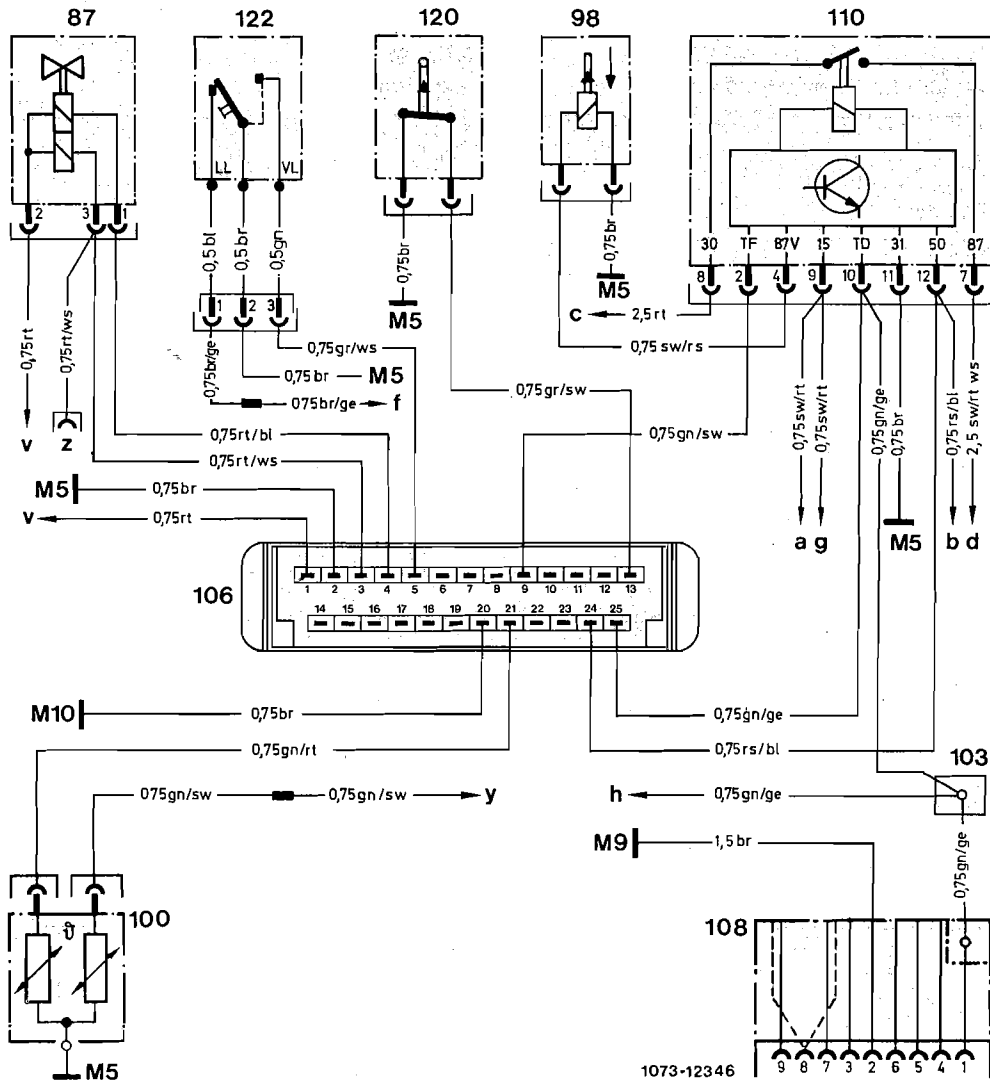 87 122 120 98 110
LL VL
30 TF 87V 15 TD 31 50 87
2 3 1
8 2 4 9 10 11 12 7
0,5 bl
0,5 br
0,5gn
0,75br
0,75br
M5
M5
c 2,5 rt
1 2 3
0,75rt
0,75rt/ws
0,75br/ge
0,75gr/ws
0,75 sw/rs
0,75br M5
075br/ge f
0,75gr/sw
0,75sw/rt
0,75sw/rt
0,75gn/ge
0,75br
0,75rs/bl
2,5 sw/rt ws
v z
0,75rt/bl
0,75gn/sw
0,75rt/ws
M5 0,75br
v 0,75rt
a g M5 b d
106
1 2 3 4 5 6 7 8 9 10 11 12 13
14 15 16 17 18 19 20 21 22 23 24 25
M10 0,75br
0,75gn/ge
0,75gn/rt
0,75rs/bl
103
075gn/sw 0,75gn/sw y
h 0,75gn/ge
M9 1,5 br
0,75gn/ge
100
ϑ
108
M5
1073-12346
9 8 7 3 2 6 5 4 1